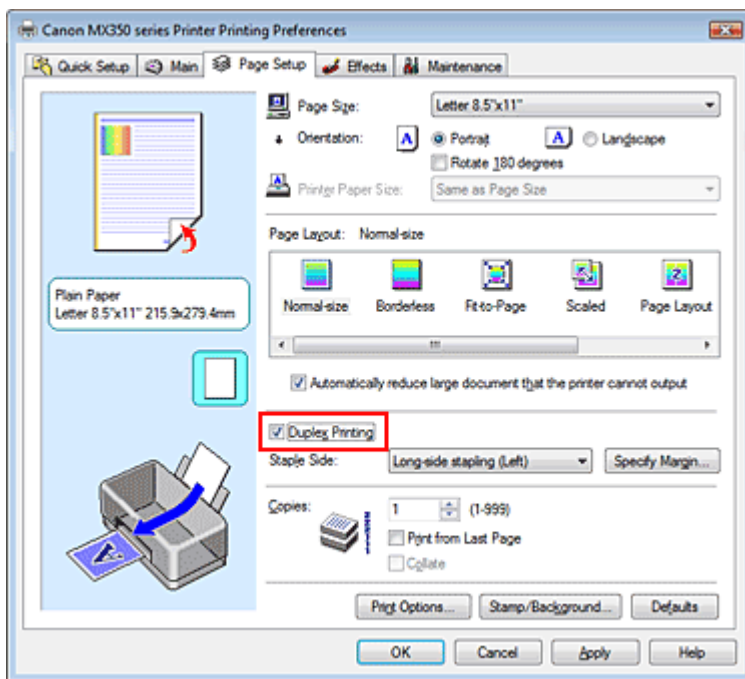 Canon MX350 series Printer Printing Preferences
Quick Setup Main Page Setup Effects Maintenance
Page Size: Letter 8.5"x11"
Orientation: A Portrait A Landscape
Rotate 180 degrees
Printer Paper Size: Same as Page Size
Page Layout: Normal-size
Normal-size Borderless Fit-to-Page Scaled Page Layout
Automatically reduce large document that the printer cannot output
Plain Paper
Letter 8.5"x11" 215.9x279.4mm
Duplex Printing
Staple Side: Long-side stapling (Left) Specify Margin...
Copies: 1 (1-999)
Print from Last Page
Collate
A
Print Options... Stamp/Background... Defaults
OK Cancel Apply Help